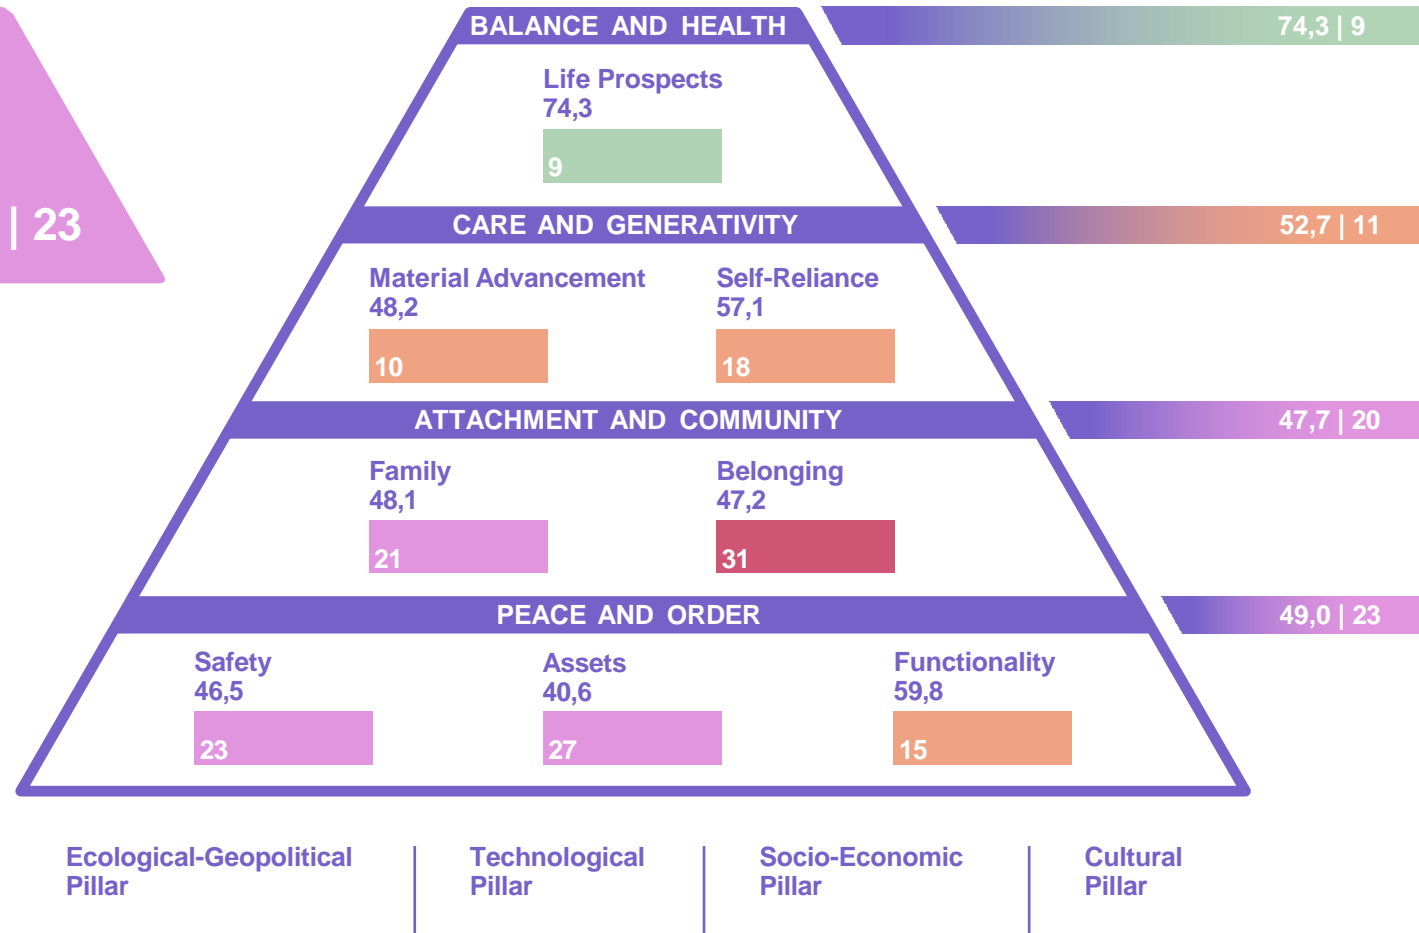 BALANCE AND HEALTH
74,3 | 9
Life Prospects
74,3
9
| 23
CARE AND GENERATIVITY
52,7 | 11
Material Advancement
48,2
10
Self-Reliance
57,1
18
ATTACHMENT AND COMMUNITY
47,7 | 20
Family
48,1
21
Belonging
47,2
31
PEACE AND ORDER
49,0 | 23
Safety
46,5
23
Assets
40,6
27
Functionality
59,8
15
Ecological-Geopolitical
Pillar
Technological
Pillar
Socio-Economic
Pillar
Cultural
Pillar